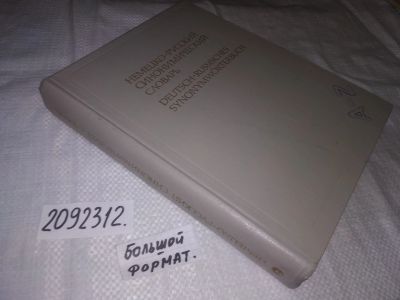 НЕМЕЦКО-РУССКИЙ
СИНОНИМИЧЕСКИЙ
СЛОВАРЬ
DEUTSCH-RUSSISCHES
SYNONYMWÖRTERBUCH
2092312.
БОЛЬШОЙ
ФОРМАТ.